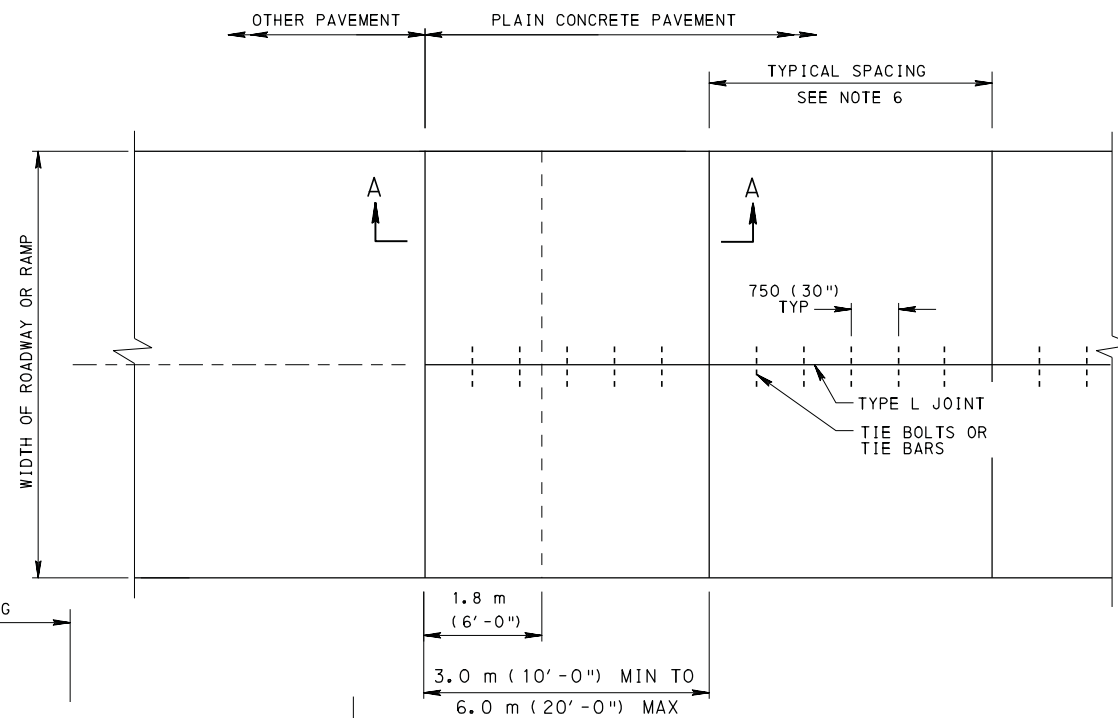 OTHER PAVEMENT
PLAIN CONCRETE PAVEMENT
TYPICAL SPACING
SEE NOTE 6
A
A
WIDTH OF ROADWAY OR RAMP
750 (30")
TYP
TYPE L JOINT
TIE BOLTS OR
TIE BARS
G
1.8 m
(6'-0")
3.0 m (10'-0") MIN TO
6.0 m (20'-0") MAX